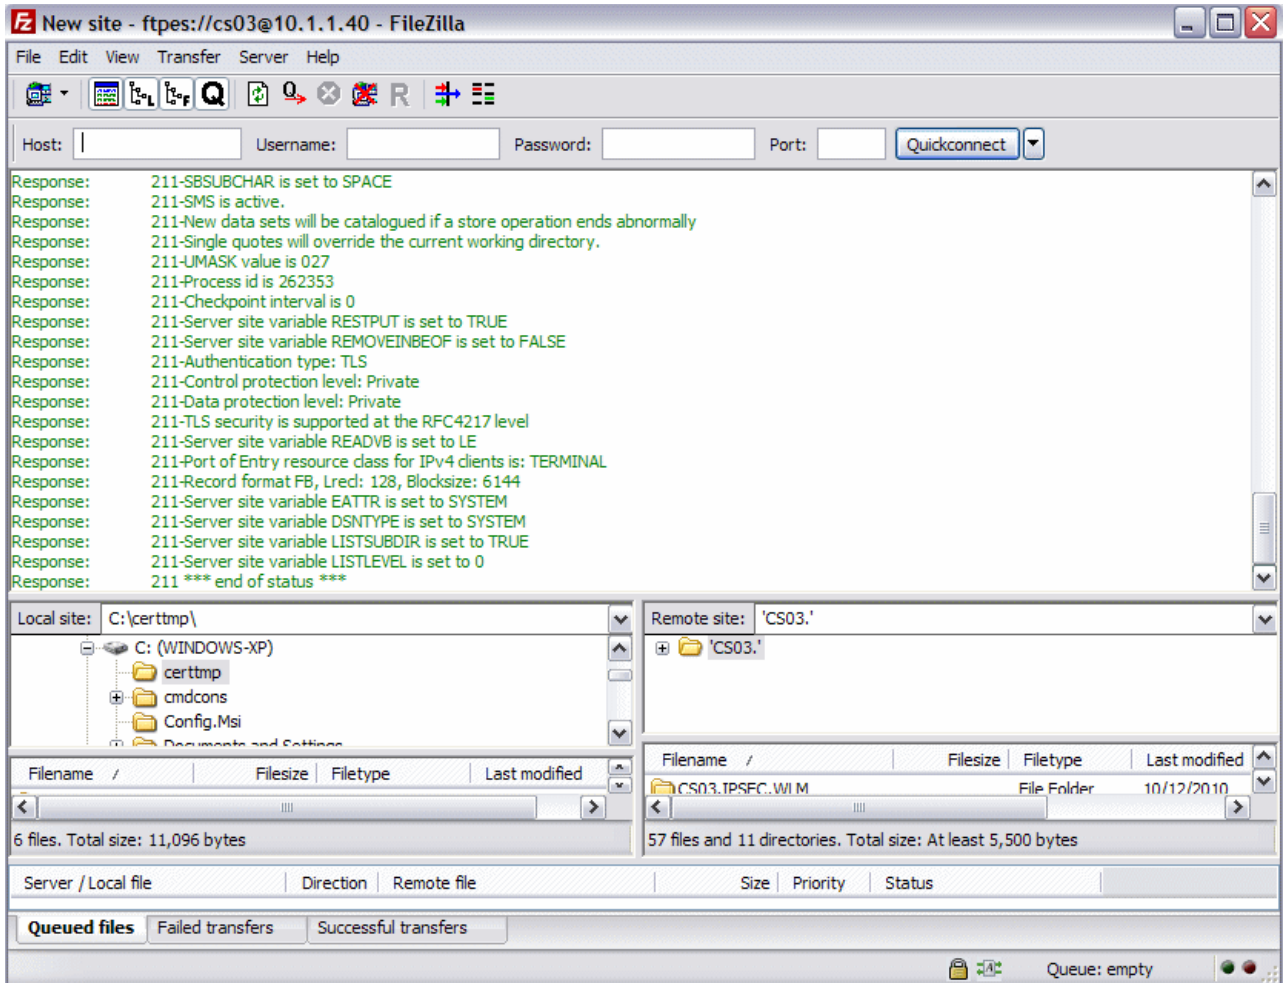 New site - ftpes://cs03@10.1.1.40 - FileZilla
File Edit View Transfer Server Help
Host: Username: Password: Port: Quickconnect
Response: 211-SBSUBCHAR is set to SPACE
Response: 211-SMS is active.
Response: 211-New data sets will be catalogued if a store operation ends abnormally
Response: 211-Single quotes will override the current working directory.
Response: 211-UMASK value is 027
Response: 211-Process id is 262353
Response: 211-Checkpoint interval is 0
Response: 211-Server site variable RESTPUT is set to TRUE
Response: 211-Server site variable REMOVEINBEOF is set to FALSE
Response: 211-Authentication type: TLS
Response: 211-Control protection level: Private
Response: 211-Data protection level: Private
Response: 211-TLS security is supported at the RFC4217 level
Response: 211-Server site variable READVB is set to LE
Response: 211-Port of Entry resource class for IPv4 clients is: TERMINAL
Response: 211-Record format FB, Lrecl: 128, Blocksize: 6144
Response: 211-Server site variable EATTR is set to SYSTEM
Response: 211-Server site variable DSNTYPE is set to SYSTEM
Response: 211-Server site variable LISTSUBDIR is set to TRUE
Response: 211-Server site variable LISTLEVEL is set to 0
Response: 211 *** end of status ***
Local site: C:\certtmp\
C: (WINDOWS-XP)
certtmp
cmdcons
Config.Msi
Documents and Settings
Filename / Filesize Filetype Last modified
6 files. Total size: 11,096 bytes
Remote site: 'CS03.'
'CS03.'
Filename / Filesize Filetype Last modified
CS03.IPSEC.WLM File Folder 10/12/2010
57 files and 11 directories. Total size: At least 5,500 bytes
Server / Local file Direction Remote file Size Priority Status
Queued files Failed transfers Successful transfers
Queue: empty